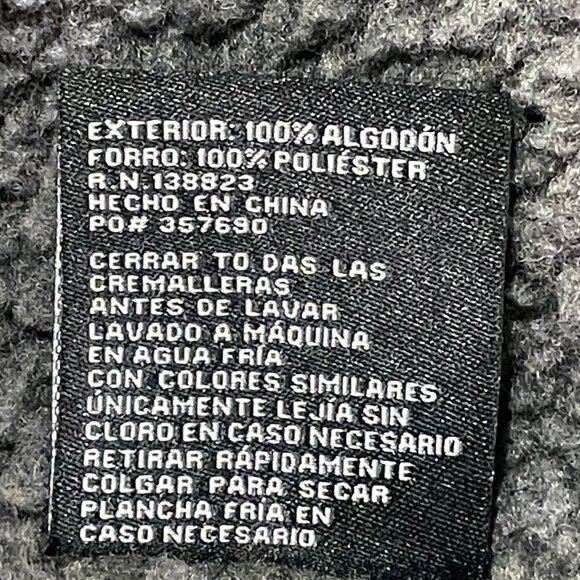 EXTERIOR: 100% ALGODÓN
FORRO: 100% POLIÉSTER
R.N.138823
HECHO EN CHINA
PO# 357690
CERRAR TO DAS LAS
CREMALLERAS
ANTES DE LAVAR
LAVADO A MÁQUINA
EN AGUA FRÍA
CON COLORES SIMILARES
ÚNICAMENTE LEJÍA SIN
CLORO EN CASO NECESARIO
RETIRAR RÁPIDAMENTE
COLGAR PARA SECAR
PLANCHA FRIA EN
CASO NECESARIO